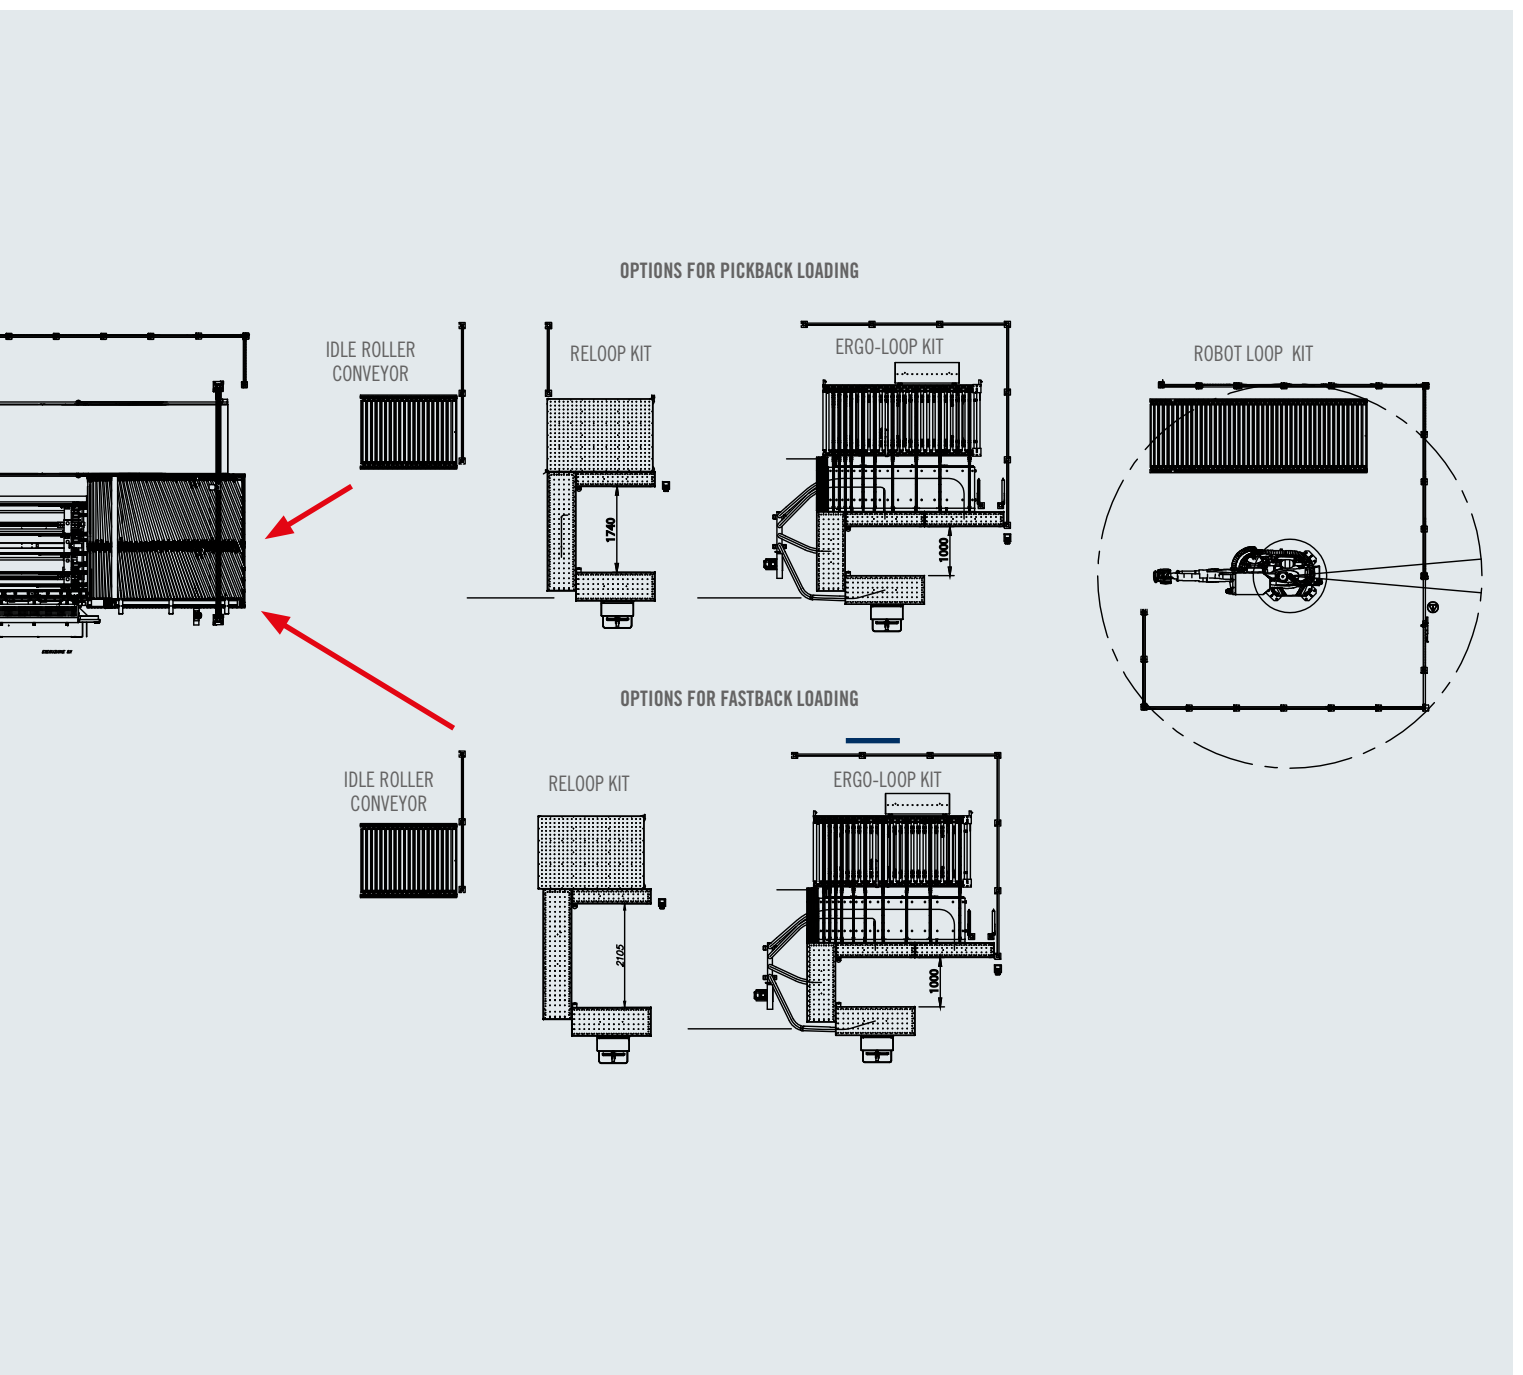 OPTIONS FOR PICKBACK LOADING
IDLE ROLLER
CONVEYOR
RELOOP KIT
ERGO-LOOP KIT
ROBOT LOOP KIT
1740
1000
OPTIONS FOR FASTBACK LOADING
IDLE ROLLER
CONVEYOR
RELOOP KIT
ERGO-LOOP KIT
2105
1000